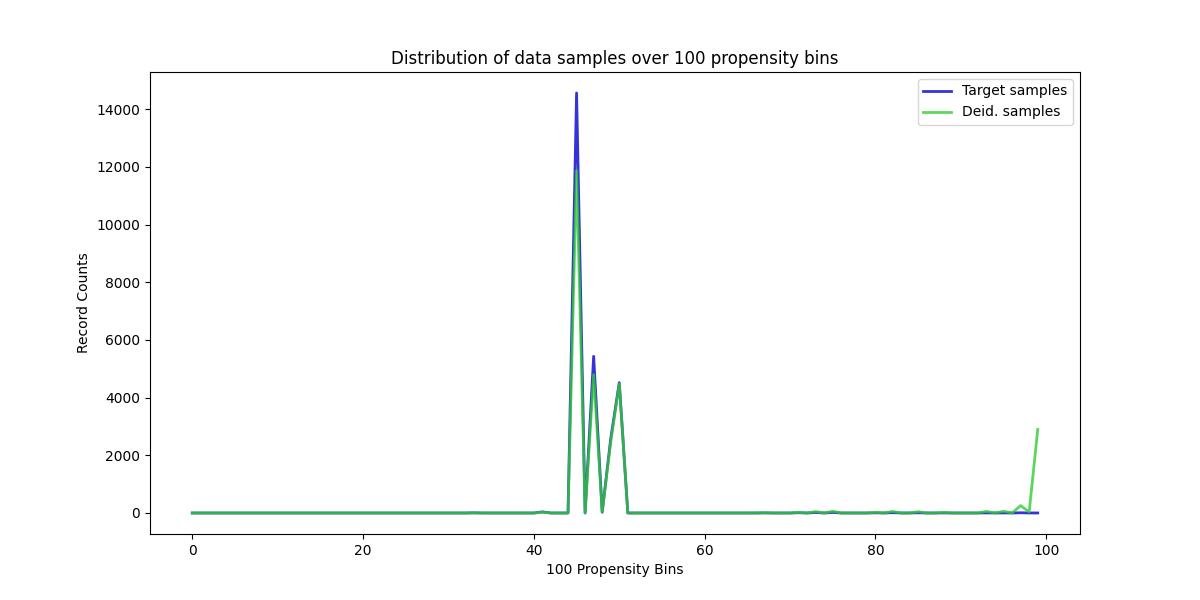 Distribution of data samples over 100 propensity bins
Target samples
Deid. samples
14000
12000
10000
8000
6000
4000
2000
0
Record Counts
0 20 40 60 80 100
100 Propensity Bins